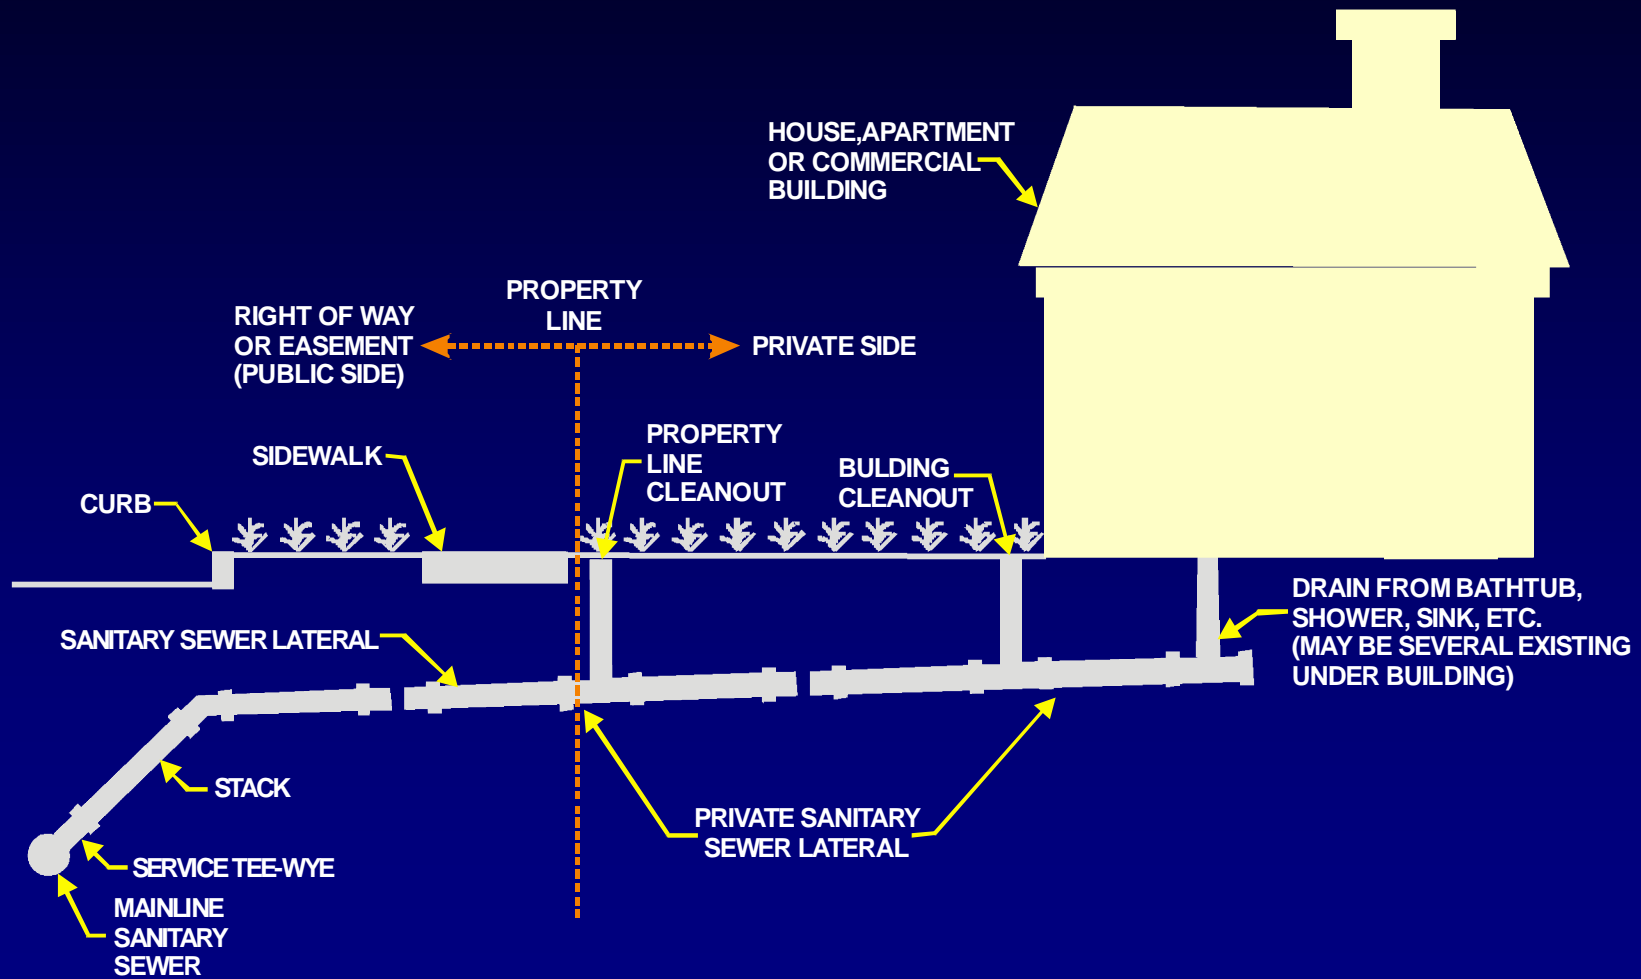 HOUSE,APARTMENT
OR COMMERCIAL
BUILDING
PROPERTY
LINE
RIGHT OF WAY
OR EASEMENT
(PUBLIC SIDE)
PRIVATE SIDE
SIDEWALK
PROPERTY
LINE
CLEANOUT
BULDING
CLEANOUT
CURB
DRAIN FROM BATHTUB,
SHOWER, SINK, ETC.
(MAY BE SEVERAL EXISTING
UNDER BUILDING)
SANITARY SEWER LATERAL
STACK
PRIVATE SANITARY
SEWER LATERAL
SERVICE TEE-WYE
MAINLINE
SANITARY
SEWER